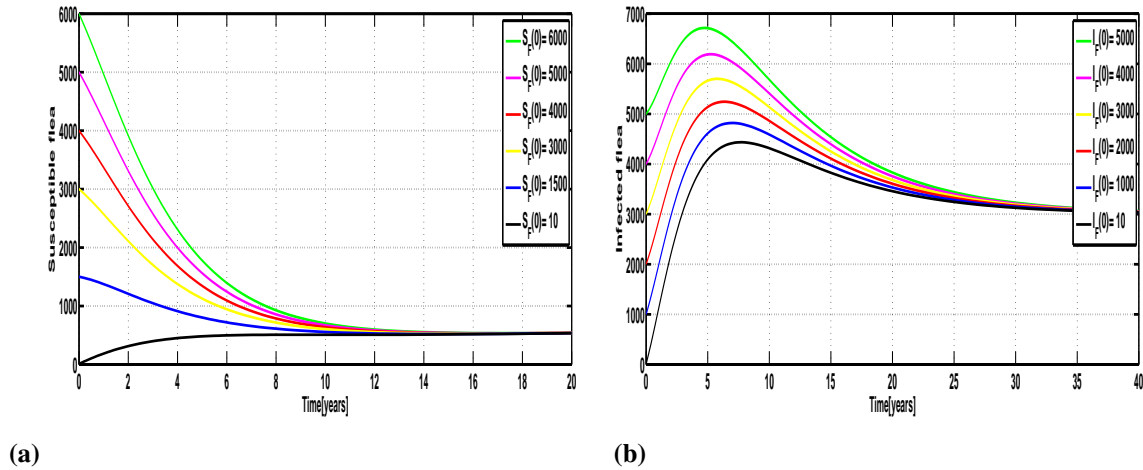 6000
5000
4000
3000
2000
1000
0
Susceptible flea
0 2 4 6 8 10 12 14 16 18 20
Time[years]
S_F(0)= 6000
S_F(0)= 5000
S_F(0)= 4000
S_F(0)= 3000
S_F(0)= 1500
S_F(0)= 10
(a)
7000
6000
5000
4000
3000
2000
1000
0
Infected flea
0 5 10 15 20 25 30 35 40
Time[years]
I_F(0)= 5000
I_F(0)= 4000
I_F(0)= 3000
I_F(0)= 2000
I_F(0)= 1000
I_F(0)= 10
(b)